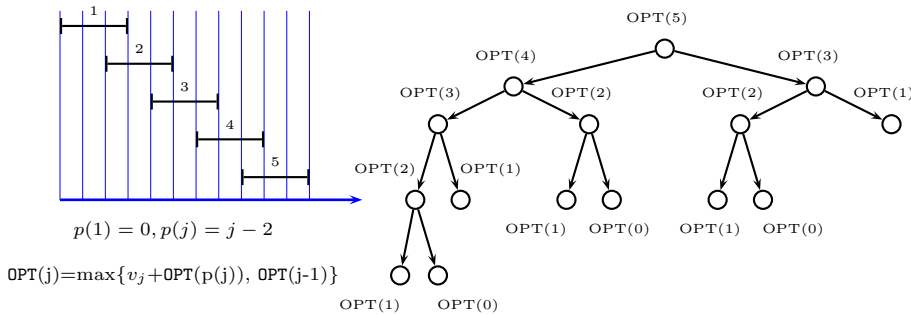 1
2
3
4
5
p(1) = 0, p(j) = j − 2
OPT(j)=max{v_j+OPT(p(j)), OPT(j-1)}
OPT(5)
OPT(4) OPT(3)
OPT(3) OPT(2) OPT(2) OPT(1)
OPT(2) OPT(1)
OPT(1) OPT(0) OPT(1) OPT(0)
OPT(1) OPT(0)